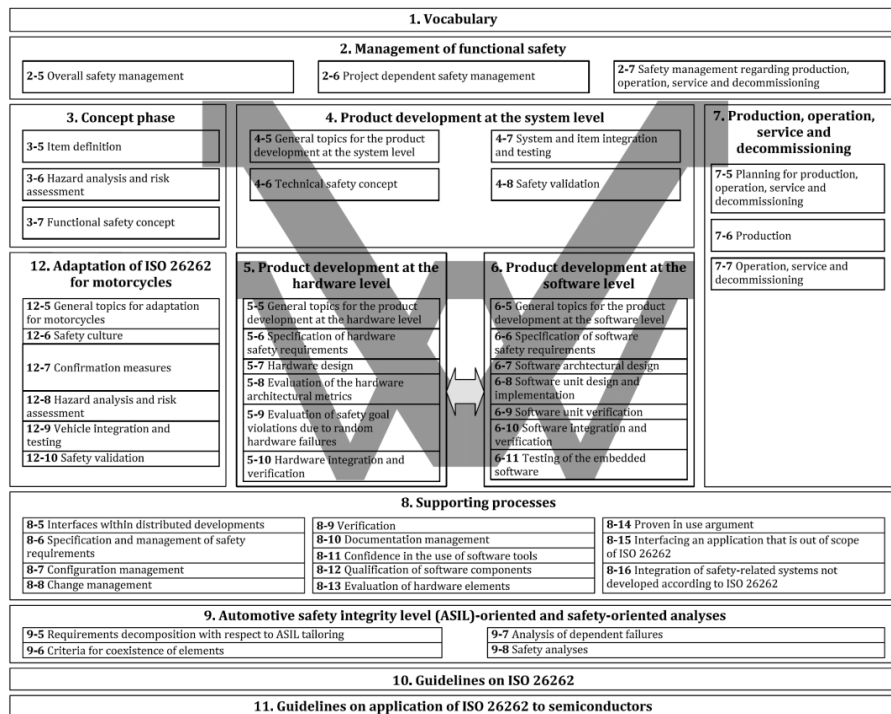 1. Vocabulary
2. Management of functional safety
2-5 Overall safety management
2-6 Project dependent safety management
2-7 Safety management regarding production,
operation, service and decommissioning
3. Concept phase
3-5 Item definition
3-6 Hazard analysis and risk
assessment
3-7 Functional safety concept
4. Product development at the system level
4-5 General topics for the product
development at the system level
4-6 Technical safety concept
4-7 System and item integration
and testing
4-8 Safety validation
7. Production, operation,
service and
decommissioning
7-5 Planning for production,
operation, service and
decommissioning
7-6 Production
7-7 Operation, service and
decommissioning
12. Adaptation of ISO 26262
for motorcycles
12-5 General topics for adaptation
for motorcycles
12-6 Safety culture
12-7 Confirmation measures
12-8 Hazard analysis and risk
assessment
12-9 Vehicle integration and
testing
12-10 Safety validation
5. Product development at the
hardware level
5-5 General topics for the product
development at the hardware level
5-6 Specification of hardware
safety requirements
5-7 Hardware design
5-8 Evaluation of the hardware
architectural metrics
5-9 Evaluation of safety goal
violations due to random
hardware failures
5-10 Hardware integration and
verification
6. Product development at the
software level
6-5 General topics for the product
development at the software level
6-6 Specification of software
safety requirements
6-7 Software archtectural design
6-8 Software unit design and
implementation
6-9 Software unit verification
6-10 Software integration and
verification
6-11 Testing of the embedded
software
8. Supporting processes
8-5 Interfaces within distributed developments
8-6 Specification and management of safety
requirements
8-7 Configuration management
8-8 Change management
8-9 Verification
8-10 Documentation management
8-11 Confidence in the use of software tools
8-12 Qualification of software components
8-13 Evaluation of hardware elements
8-14 Proven in use argument
8-15 Interfacing an application that is out of scope
of ISO 26262
8-16 Integration of safety-related systems not
developed according to ISO 26262
9. Automotive safety integrity level (ASIL)-oriented and safety-oriented analyses
9-5 Requirements decomposition with respect to ASIL tailoring
9-6 Criteria for coexistence of elements
9-7 Analysis of dependent failures
9-8 Safety analyses
10. Guidelines on ISO 26262
11. Guidelines on application of ISO 26262 to semiconductors